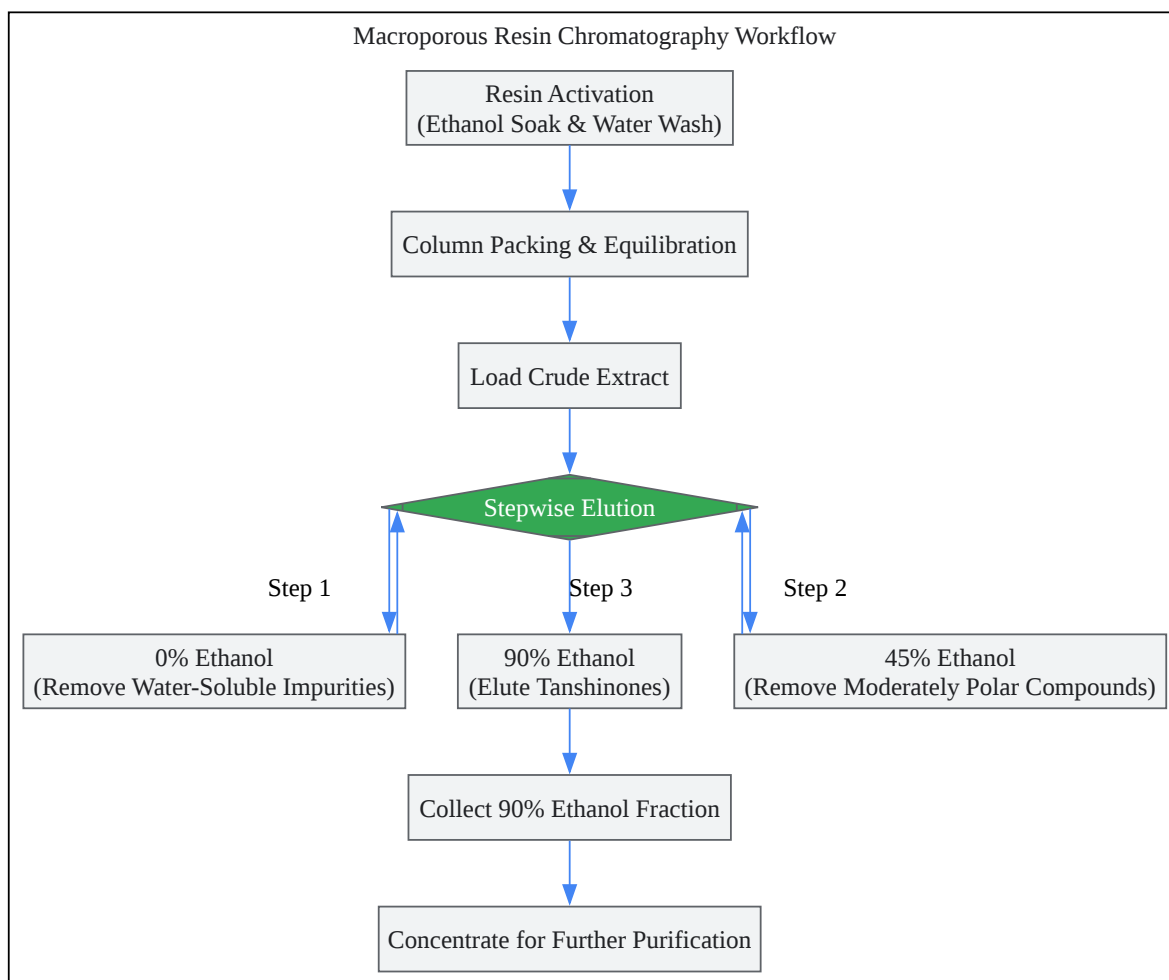 Macroporous Resin Chromatography Workflow
Resin Activation
(Ethanol Soak & Water Wash)
Column Packing & Equilibration
Load Crude Extract
Stepwise Elution
Step 1
Step 3
Step 2
0% Ethanol
(Remove Water-Soluble Impurities)
90% Ethanol
(Elute Tanshinones)
45% Ethanol
(Remove Moderately Polar Compounds)
Collect 90% Ethanol Fraction
Concentrate for Further Purification